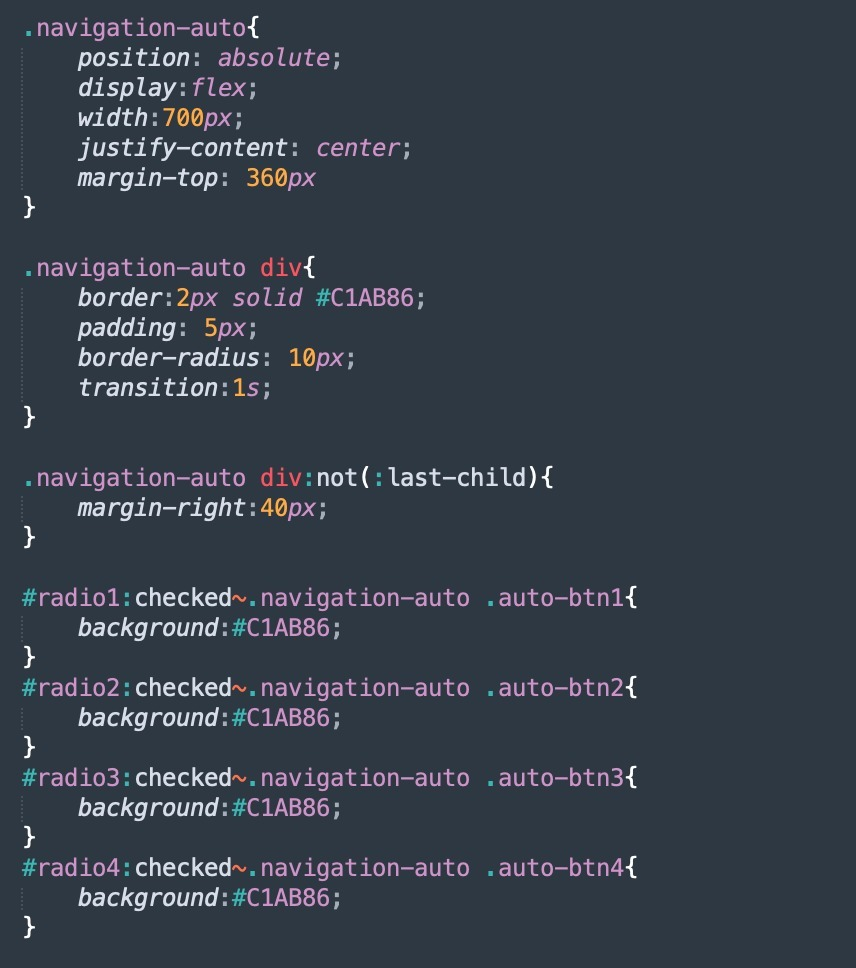 .navigation-auto{
    position: absolute;
    display:flex;
    width:700px;
    justify-content: center;
    margin-top: 360px
}

.navigation-auto div{
    border:2px solid #C1AB86;
    padding: 5px;
    border-radius: 10px;
    transition:1s;
}

.navigation-auto div:not(:last-child){
    margin-right:40px;
}

#radio1:checked~.navigation-auto .auto-btn1{
    background:#C1AB86;
}
#radio2:checked~.navigation-auto .auto-btn2{
    background:#C1AB86;
}
#radio3:checked~.navigation-auto .auto-btn3{
    background:#C1AB86;
}
#radio4:checked~.navigation-auto .auto-btn4{
    background:#C1AB86;
}